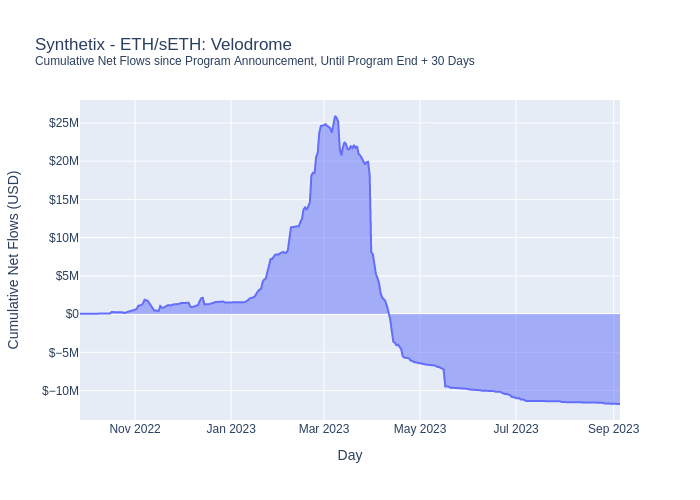 Synthetix - ETH/sETH: Velodrome
Cumulative Net Flows since Program Announcement, Until Program End + 30 Days
Cumulative Net Flows (USD)
$25M
$20M
$15M
$10M
$5M
$0
$−5M
$−10M
Nov 2022
Jan 2023
Mar 2023
May 2023
Jul 2023
Sep 2023
Day